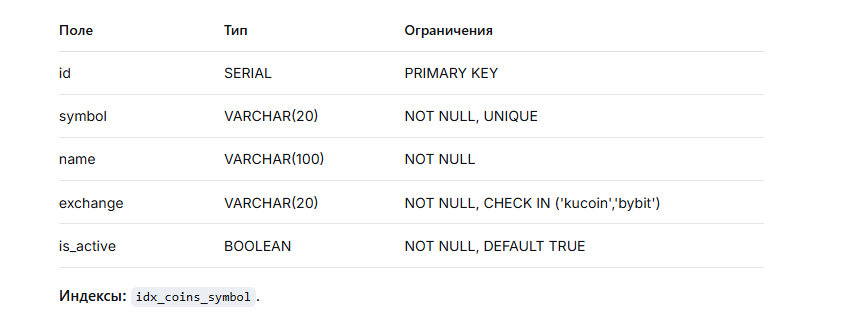 Поле Тип Ограничения
id SERIAL PRIMARY KEY
symbol VARCHAR(20) NOT NULL, UNIQUE
name VARCHAR(100) NOT NULL
exchange VARCHAR(20) NOT NULL, CHECK IN ('kucoin','bybit')
is_active BOOLEAN NOT NULL, DEFAULT TRUE
Индексы: idx_coins_symbol.